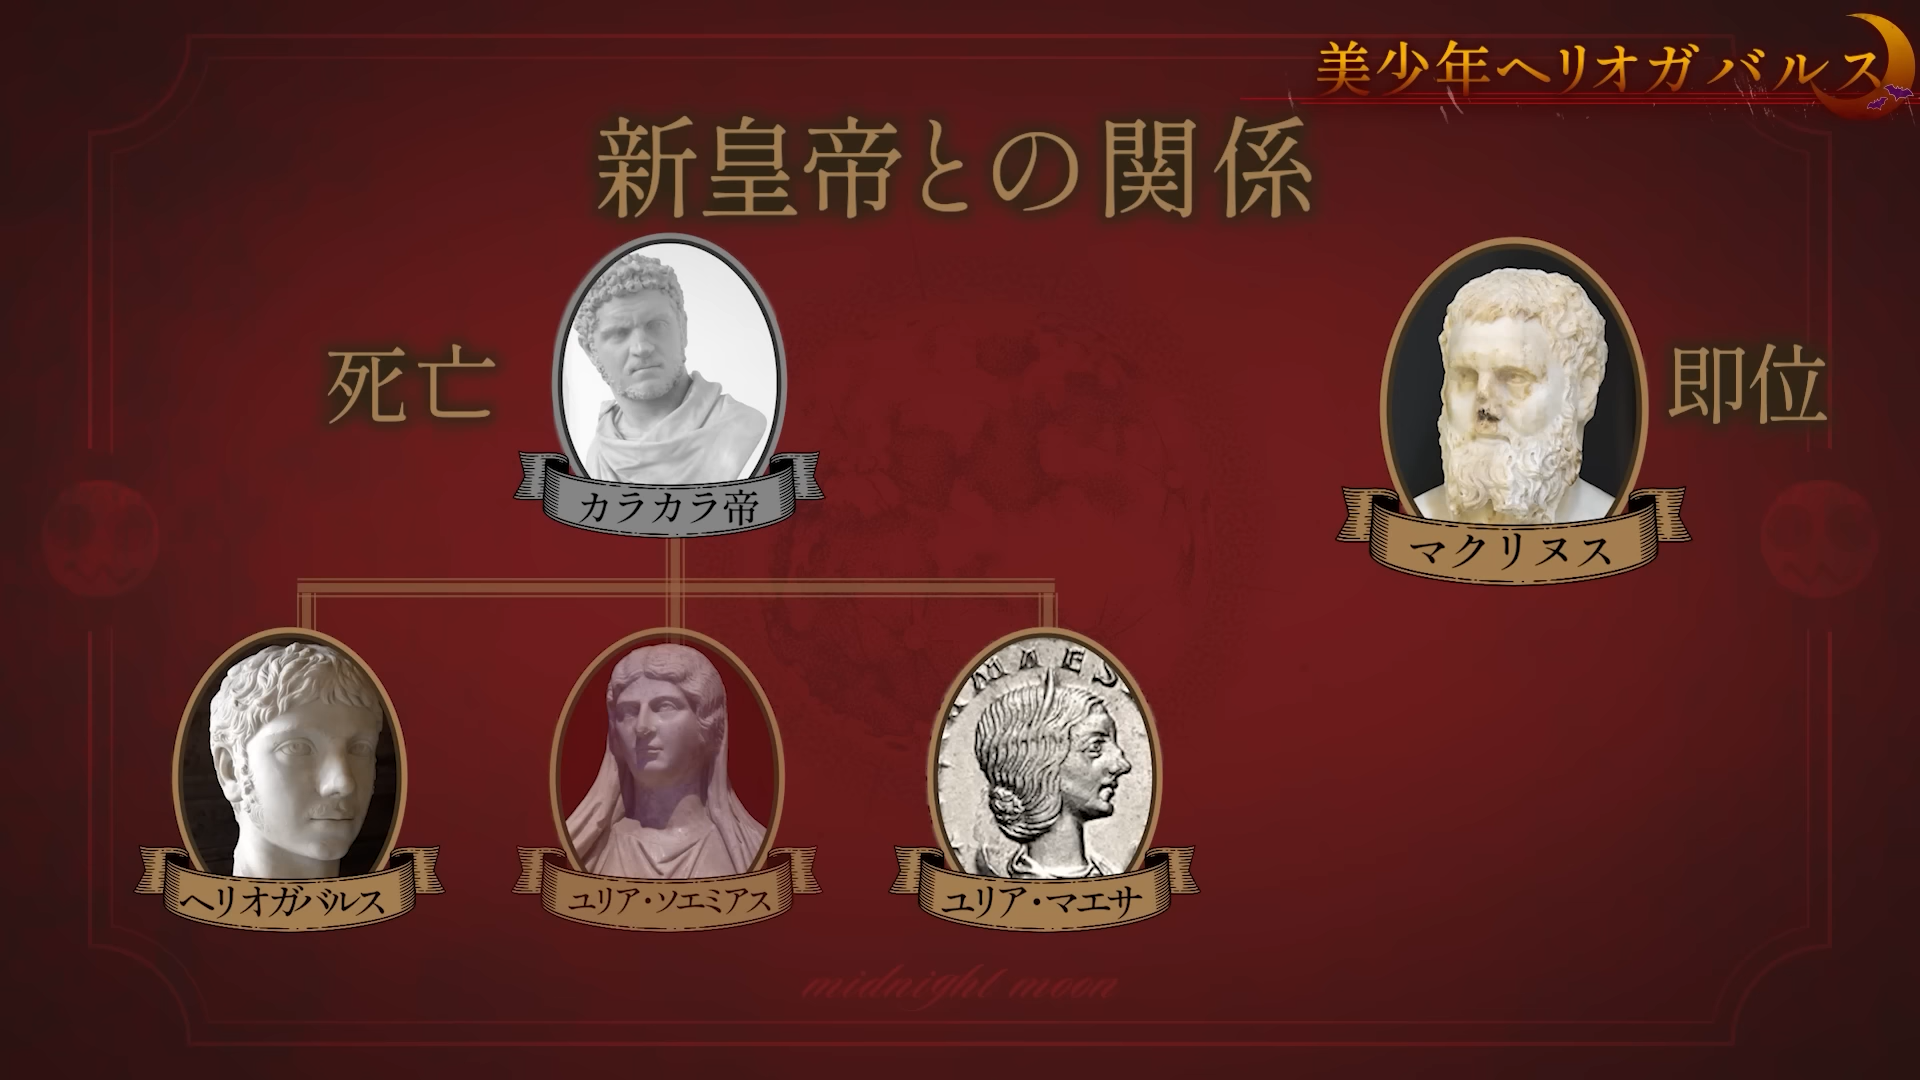 美少年ヘリオガバルス
新皇帝との関係
死亡
即位
カラカラ帝
マクリヌス
MAES
ヘリオガバルス
ユリア・ソエミアス
ユリア・マエサ
midnight moon